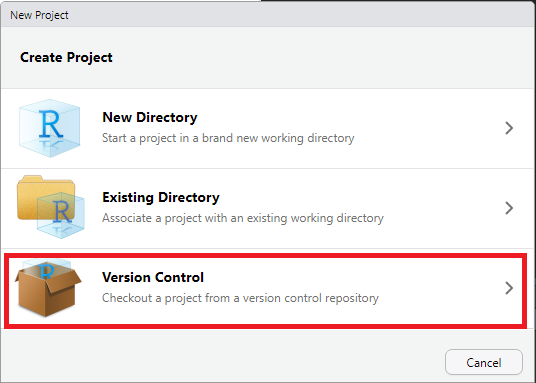 New Project
Create Project
R
New Directory
Start a project in a brand new working directory
R
Existing Directory
Associate a project with an existing working directory
R
Version Control
Checkout a project from a version control repository
Cancel